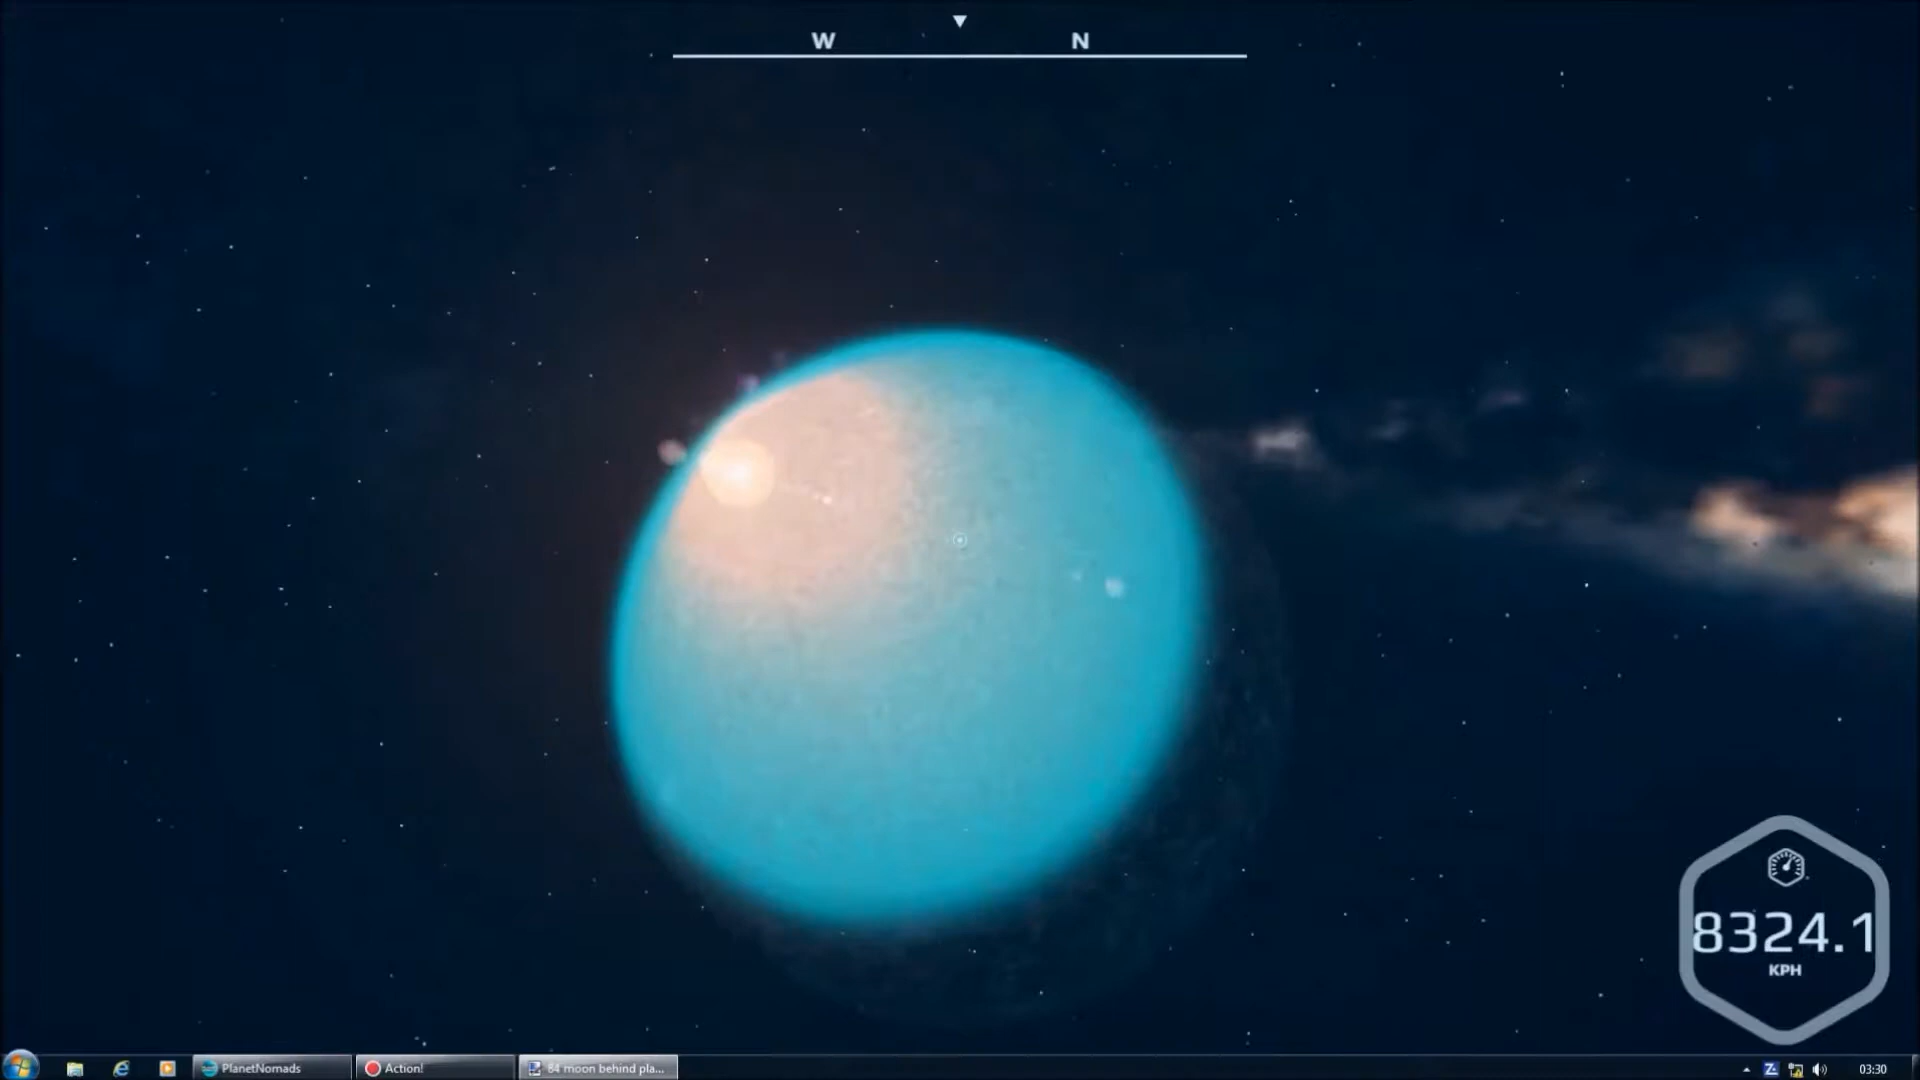 W N
8324.1
KPH
PlanetNomads
Action!
84 moon behind pla...
03:30